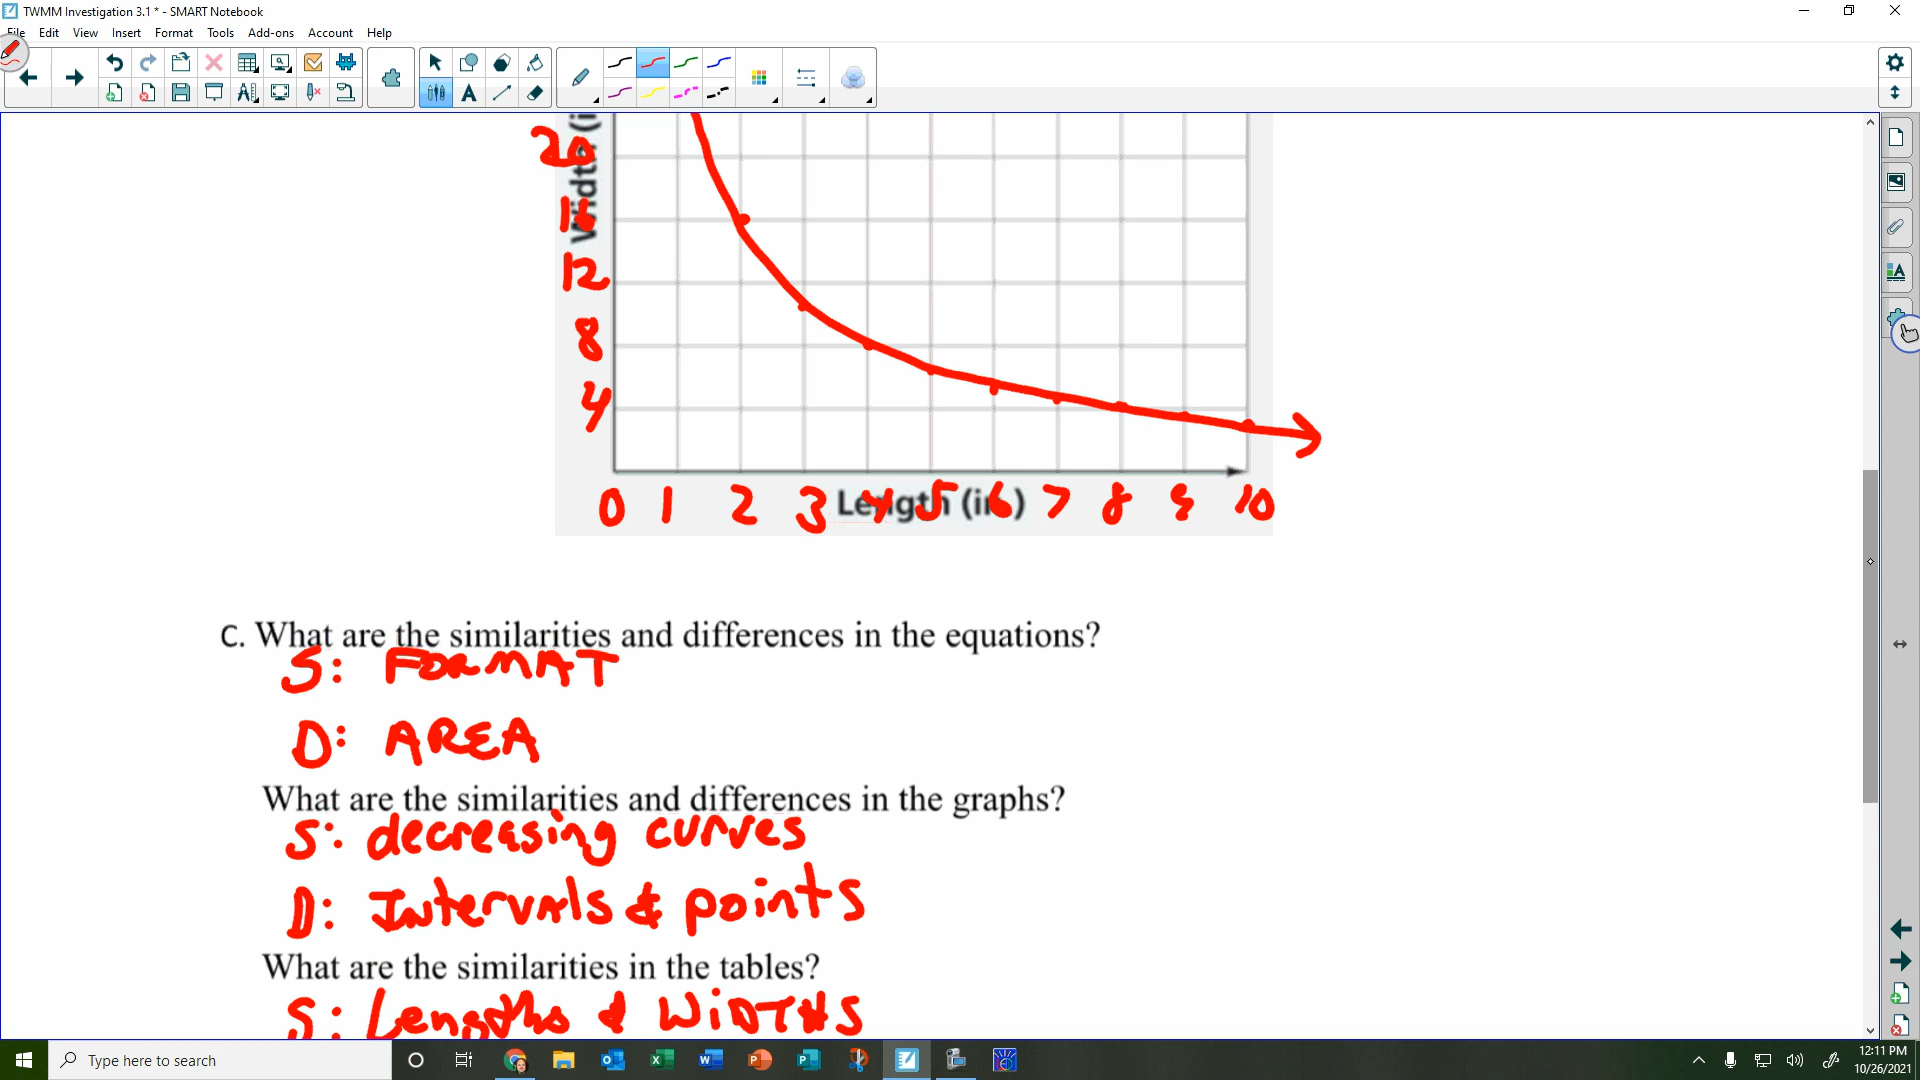 TWMM Investigation 3.1 * - SMART Notebook
File Edit View Insert Format Tools Add-ons Account Help
20
16
12
8
4
Width (i
0 1 2 3 4 5 6 7 8 9 10
Length (in)
C. What are the similarities and differences in the equations?
S: FORMAT
D: AREA
What are the similarities and differences in the graphs?
S: decreasing curves
D: Intervals & points
What are the similarities in the tables?
S: Lengths & WIDTHS
Type here to search
12:11 PM
10/26/2021